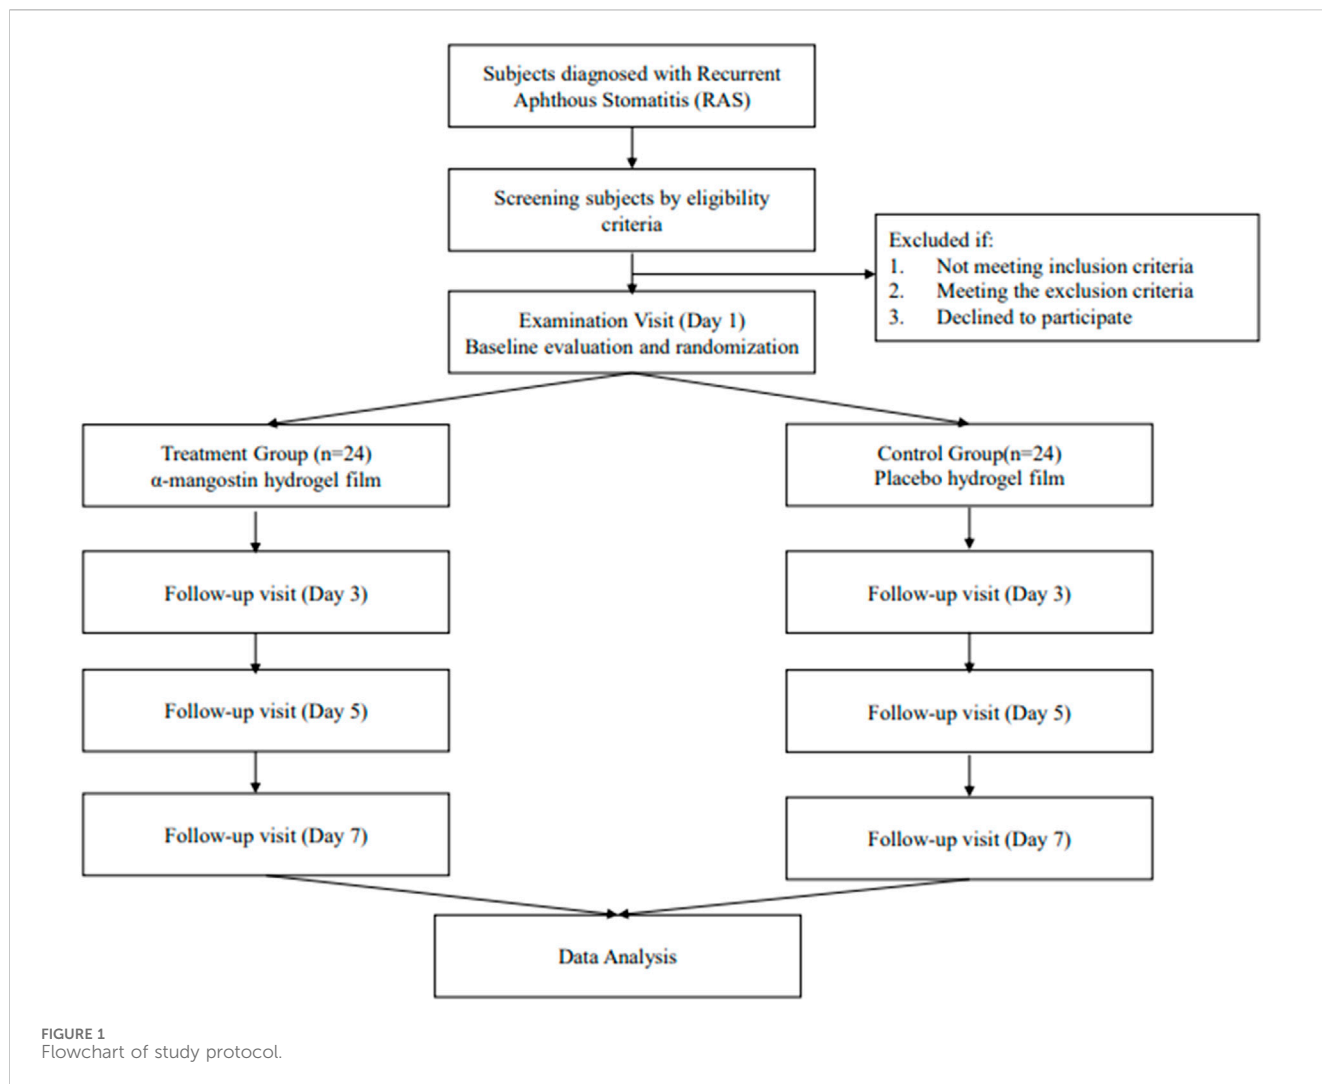 Subjects diagnosed with Recurrent
Aphthous Stomatitis (RAS)
Screening subjects by eligibility
criteria
Excluded if:
1. Not meeting inclusion criteria
2. Meeting the exclusion criteria
3. Declined to participate
Examination Visit (Day 1)
Baseline evaluation and randomization
Treatment Group (n=24)
α-mangostin hydrogel film
Control Group(n=24)
Placebo hydrogel film
Follow-up visit (Day 3)
Follow-up visit (Day 3)
Follow-up visit (Day 5)
Follow-up visit (Day 5)
Follow-up visit (Day 7)
Follow-up visit (Day 7)
Data Analysis
FIGURE 1
Flowchart of study protocol.